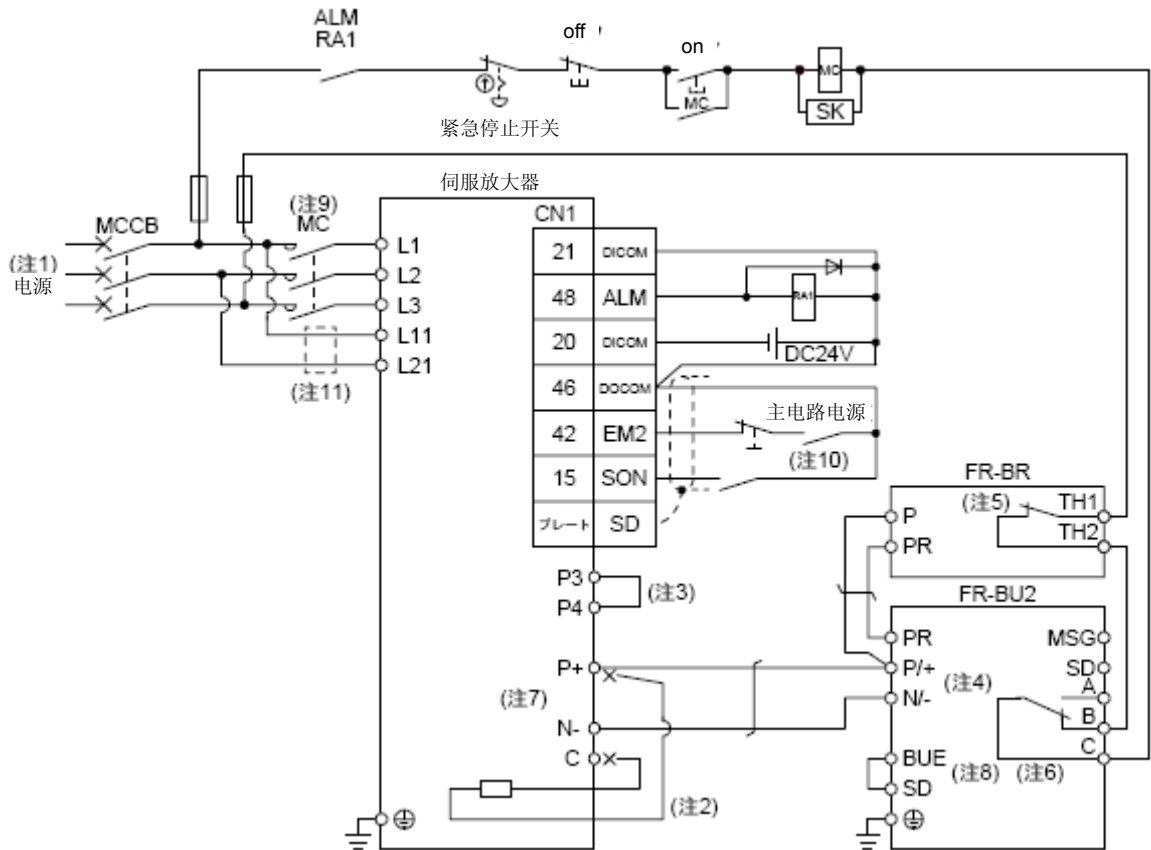 ALM
RA1
off
on
MC
MC
SK
紧急停止开关
伺服放大器
MCCB
(注9)
MC
(注1)
电源
L1
L2
L3
L11
L21
(注11)
CN1
21 DICOM
48 ALM
20 DICOM
46 DOCOM
42 EM2
15 SON
プレート SD
RA1
DC24V
主电路电源
(注10)
P3
P4
(注3)
P+
(注7)
N-
C
(注2)
FR-BR
(注5)
TH1
P
TH2
PR
FR-BU2
PR
MSG
P/+
SD
(注4)
A
N/-
B
C
BUE
(注8)
(注6)
SD